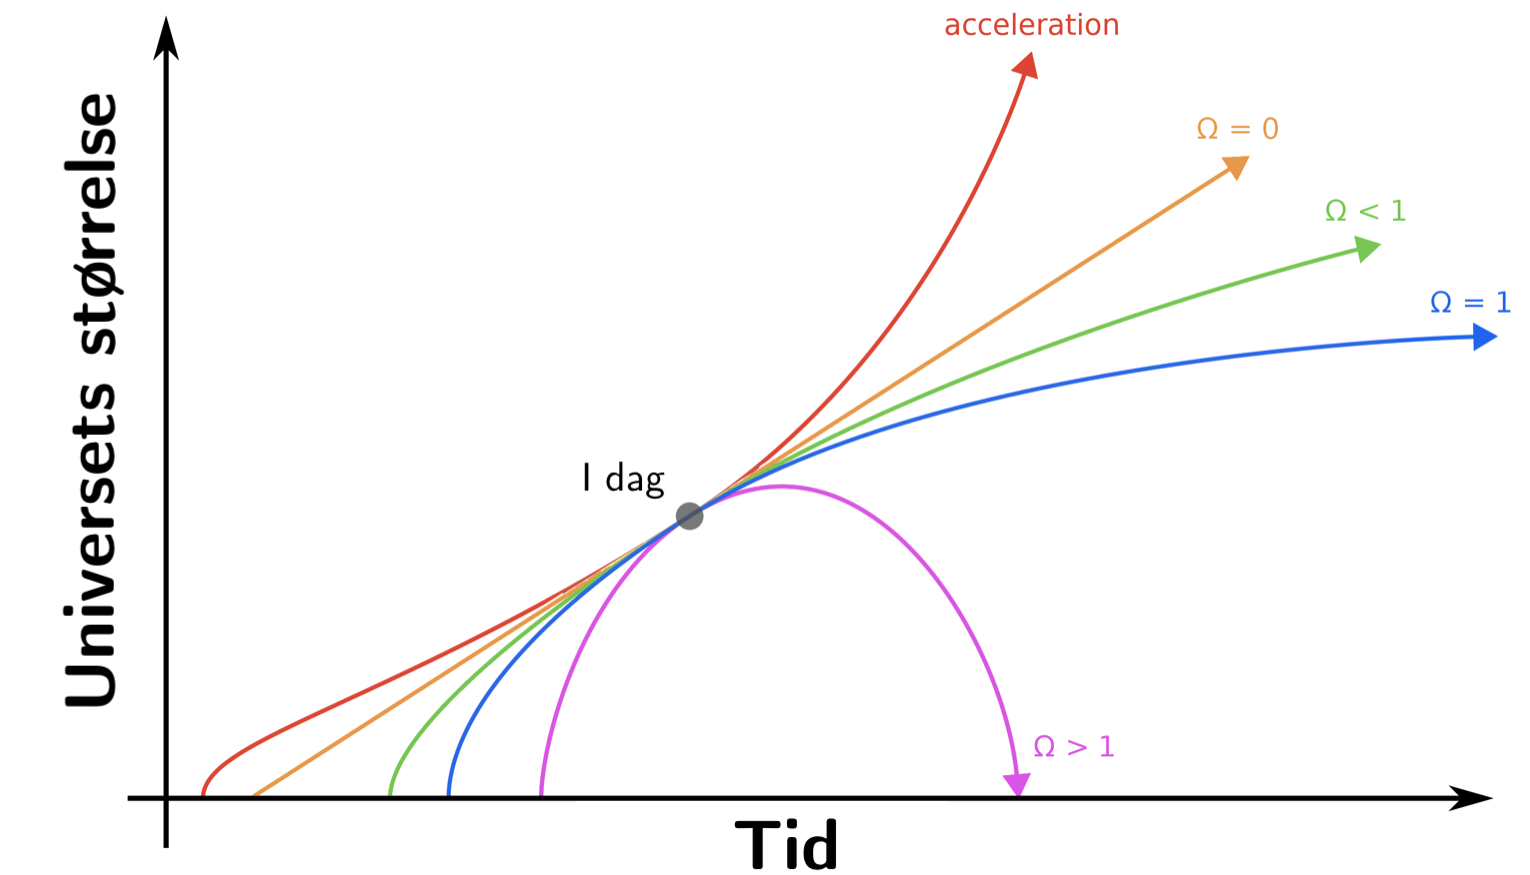 acceleration
Ω = 0
Ω < 1
Ω = 1
I dag
Ω > 1
Universets størrelse
Tid